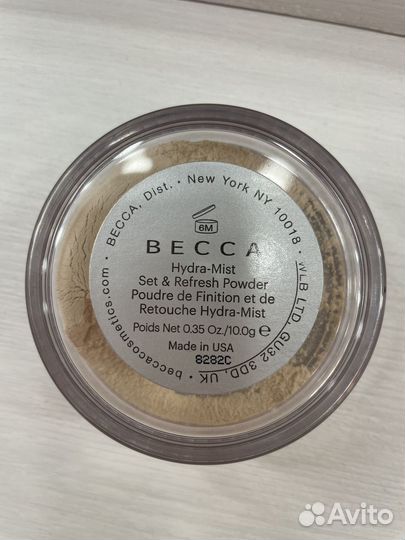 BECCA, Dist. • New York NY 10018 •
WLB LTD, GU32 3DD, UK • beccacosmetics.com •
6M
BECCA
Hydra-Mist
Set & Refresh Powder
Poudre de Finition et de
Retouche Hydra-Mist
Poids Net 0.35 Oz./10.0g ℮
Made in USA
8282C
Avito